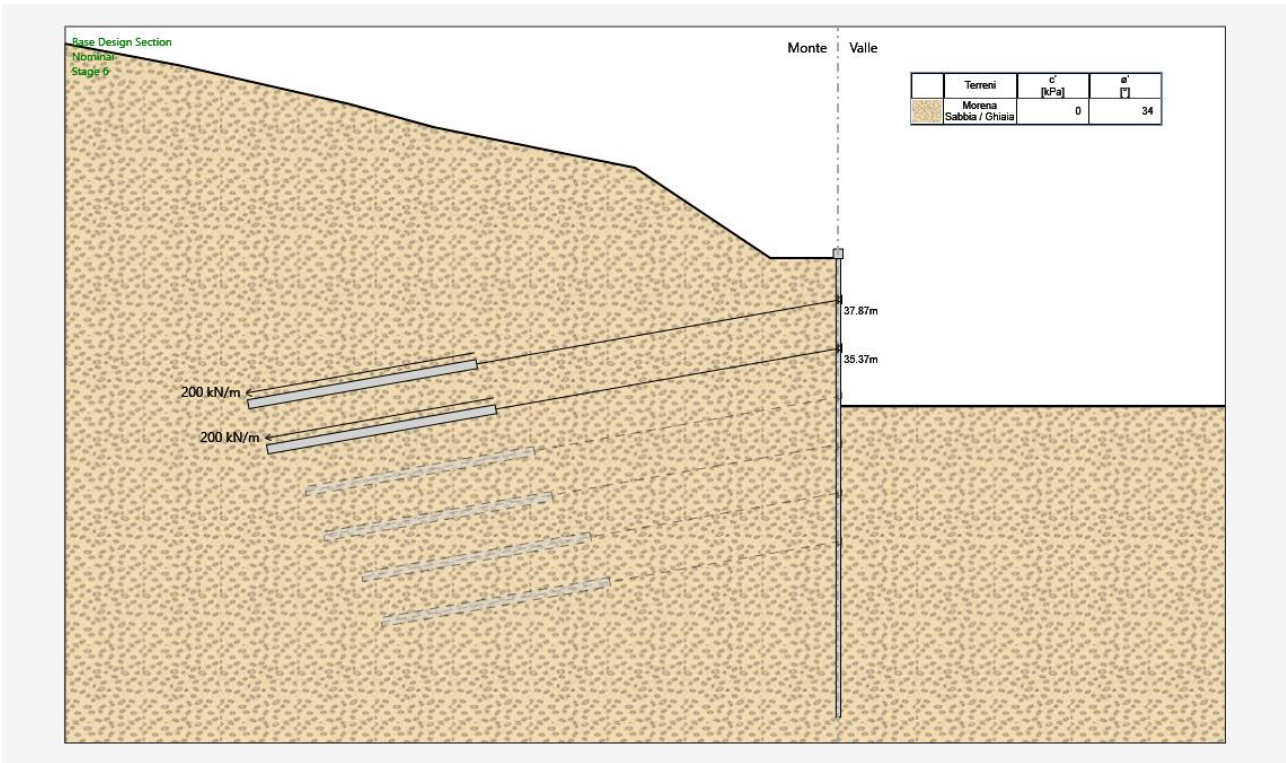 Base Design Section
Nominal
Stage 6
Monte Valle
Terreni c' [kPa] ø' [°]
Morena Sabbia / Ghiaia 0 34
37.87m
35.37m
200 kN/m
200 kN/m